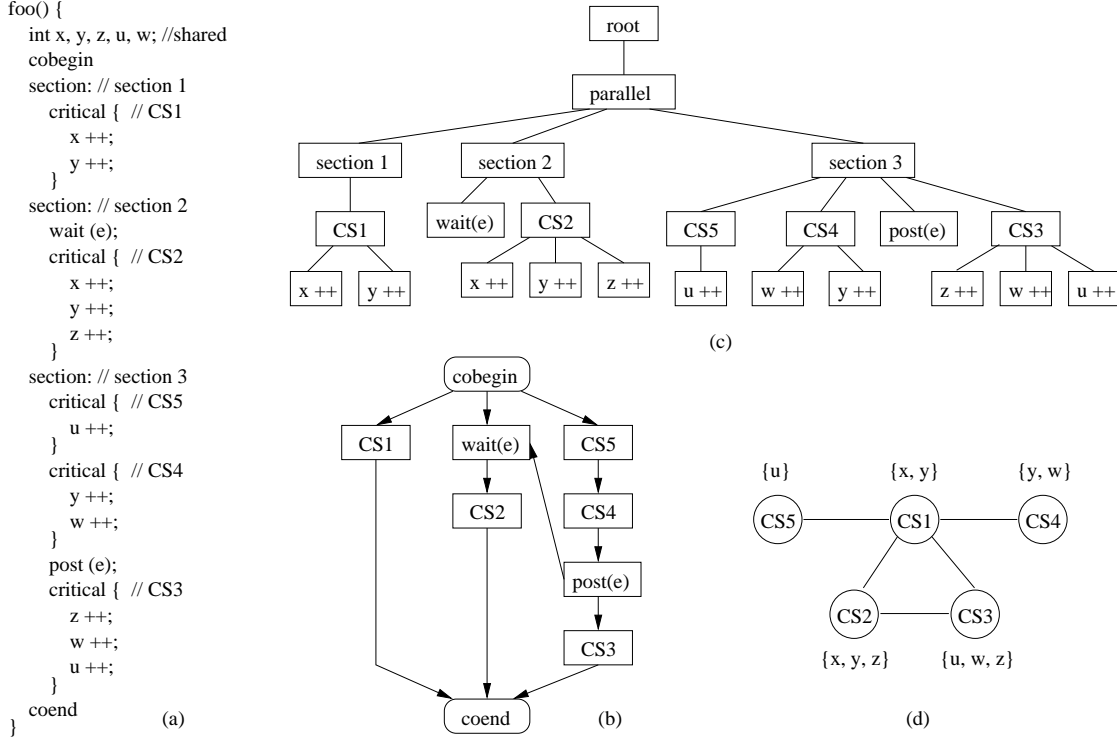 foo() {
int x, y, z, u, w; //shared
cobegin
section: // section 1
critical {  // CS1
x ++;
y ++;
}
section: // section 2
wait (e);
critical {  // CS2
x ++;
y ++;
z ++;
}
section: // section 3
critical {  // CS5
u ++;
}
critical {  // CS4
y ++;
w ++;
}
post (e);
critical {  // CS3
z ++;
w ++;
u ++;
}
coend
}
(a)
root
parallel
section 1
section 2
section 3
CS1
wait(e)
CS2
CS5
CS4
post(e)
CS3
x ++
y ++
x ++
y ++
z ++
u ++
w ++
y ++
z ++
w ++
u ++
(c)
cobegin
CS1
wait(e)
CS5
CS2
CS4
post(e)
CS3
coend
(b)
{u}
{x, y}
{y, w}
CS5
CS1
CS4
CS2
CS3
{x, y, z}
{u, w, z}
(d)